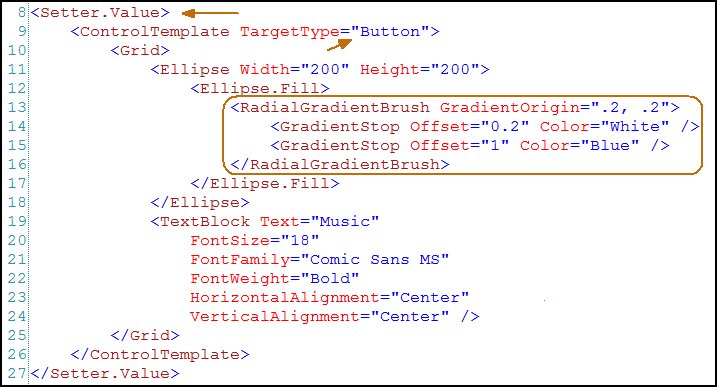 8 <Setter.Value>
9 <ControlTemplate TargetType="Button">
10 <Grid>
11 <Ellipse Width="200" Height="200">
12 <Ellipse.Fill>
13 <RadialGradientBrush GradientOrigin=".2, .2">
14 <GradientStop Offset="0.2" Color="White" />
15 <GradientStop Offset="1" Color="Blue" />
16 </RadialGradientBrush>
17 </Ellipse.Fill>
18 </Ellipse>
19 <TextBlock Text="Music"
20 FontSize="18"
21 FontFamily="Comic Sans MS"
22 FontWeight="Bold"
23 HorizontalAlignment="Center"
24 VerticalAlignment="Center" />
25 </Grid>
26 </ControlTemplate>
27 </Setter.Value>